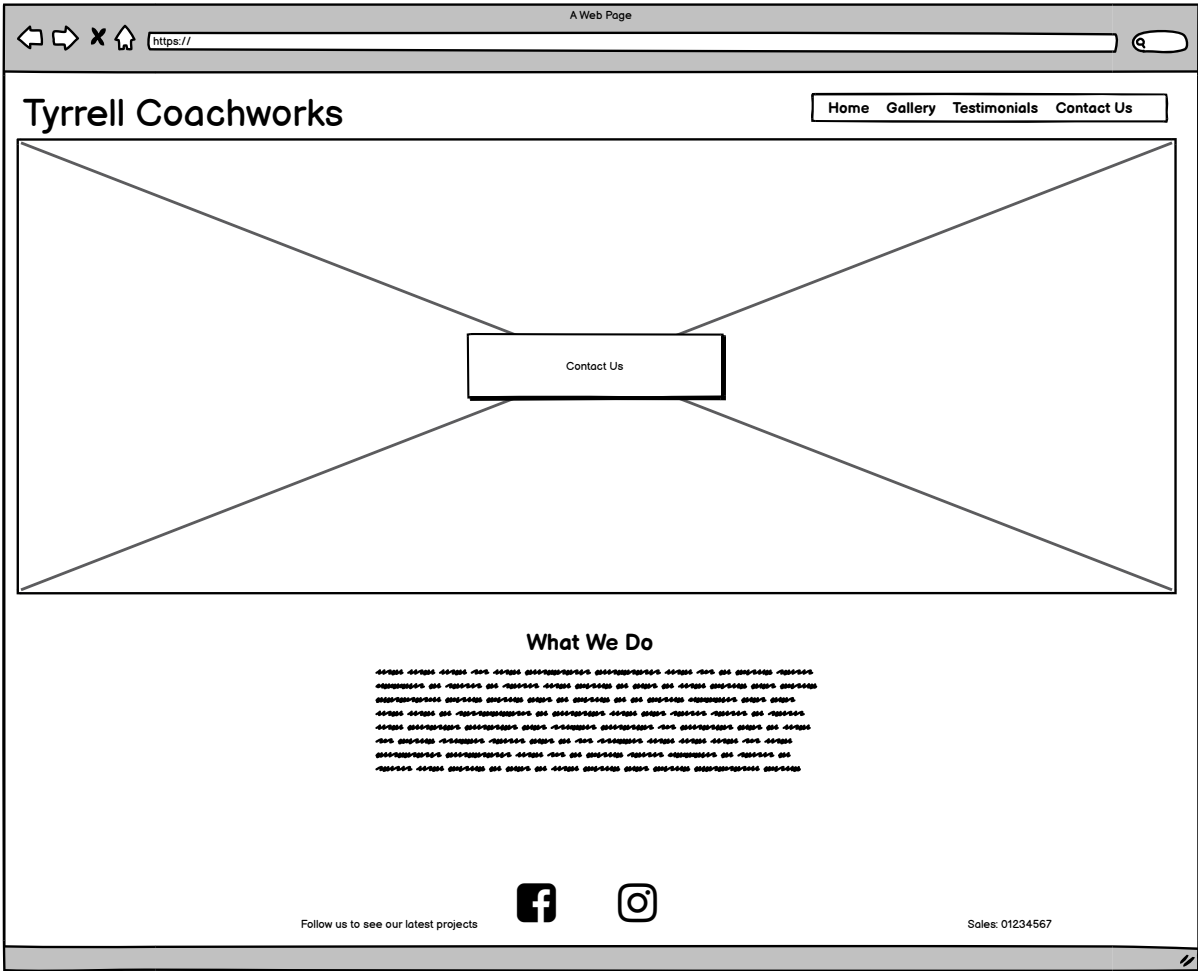 A Web Page
https://
Tyrrell Coachworks
Home Gallery Testimonials Contact Us
Contact Us
What We Do
Follow us to see our latest projects
Sales: 01234567